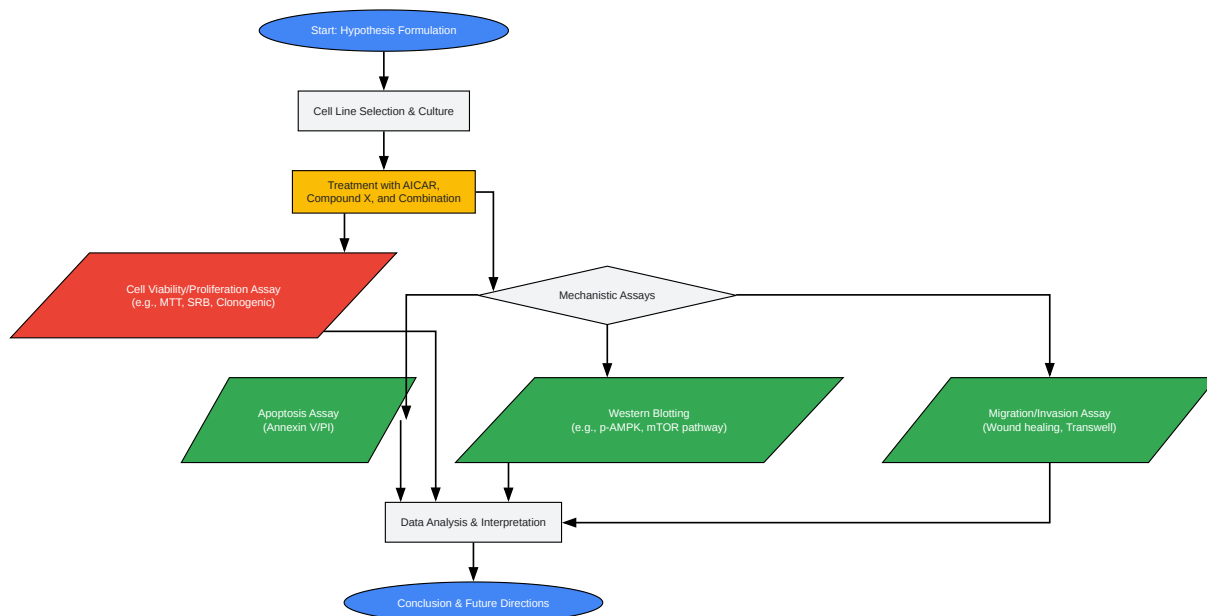 Start: Hypothesis Formulation
Cell Line Selection & Culture
Treatment with AICAR,
Compound X, and Combination
Cell Viability/Proliferation Assay
(e.g., MTT, SRB, Clonogenic)
Mechanistic Assays
Apoptosis Assay
(Annexin V/PI)
Western Blotting
(e.g., p-AMPK, mTOR pathway)
Migration/Invasion Assay
(Wound healing, Transwell)
Data Analysis & Interpretation
Conclusion & Future Directions